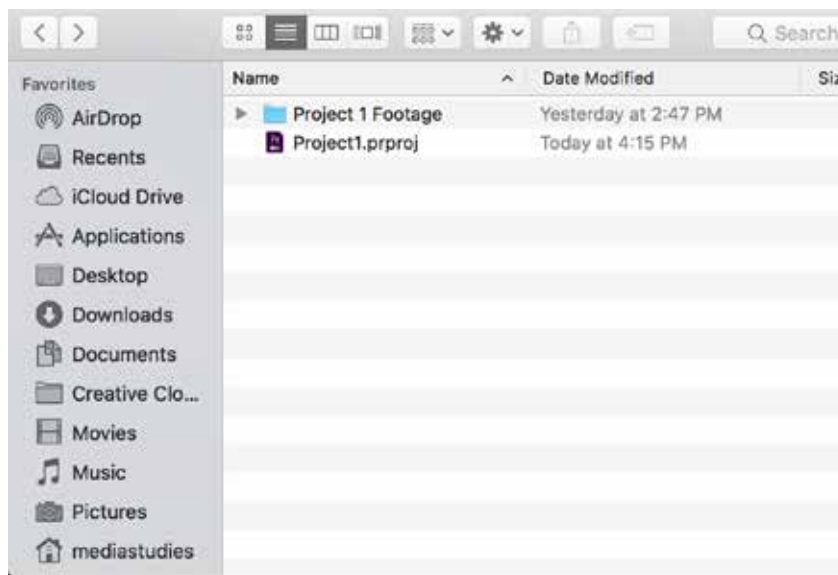 Search
Favorites
AirDrop
Recents
iCloud Drive
Applications
Desktop
Downloads
Documents
Creative Clo...
Movies
Music
Pictures
mediastudies
Name Date Modified Siz
Project 1 Footage Yesterday at 2:47 PM
Project1.prproj Today at 4:15 PM